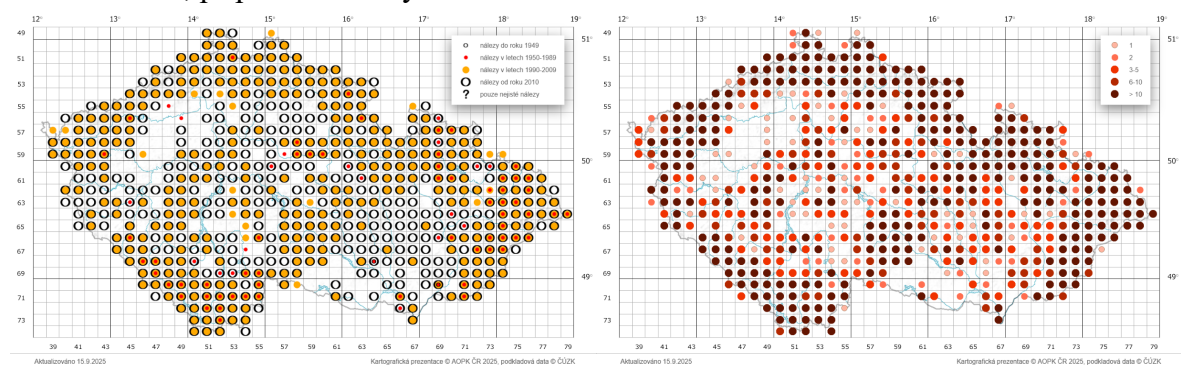 12° 13° 14° 15° 16° 17° 18° 19°
49
51
53
55
57
59
61
63
65
67
69
71
73
51°
50°
49°
nálezy do roku 1949
nálezy v letech 1950-1989
nálezy v letech 1990-2009
nálezy od roku 2010
? pouze nejisté nálezy
39 41 43 45 47 49 51 53 55 57 59 61 63 65 67 69 71 73 75 77 79
Aktualizováno 15.9.2025
Kartografická prezentace © AOPK ČR 2025, podkladová data © ČÚZK
12° 13° 14° 15° 16° 17° 18° 19°
49
51
53
55
57
59
61
63
65
67
69
71
73
51°
50°
49°
1
2
3-5
6-10
> 10
39 41 43 45 47 49 51 53 55 57 59 61 63 65 67 69 71 73 75 77 79
Aktualizováno 15.9.2025
Kartografická prezentace © AOPK ČR 2025, podkladová data © ČÚZK